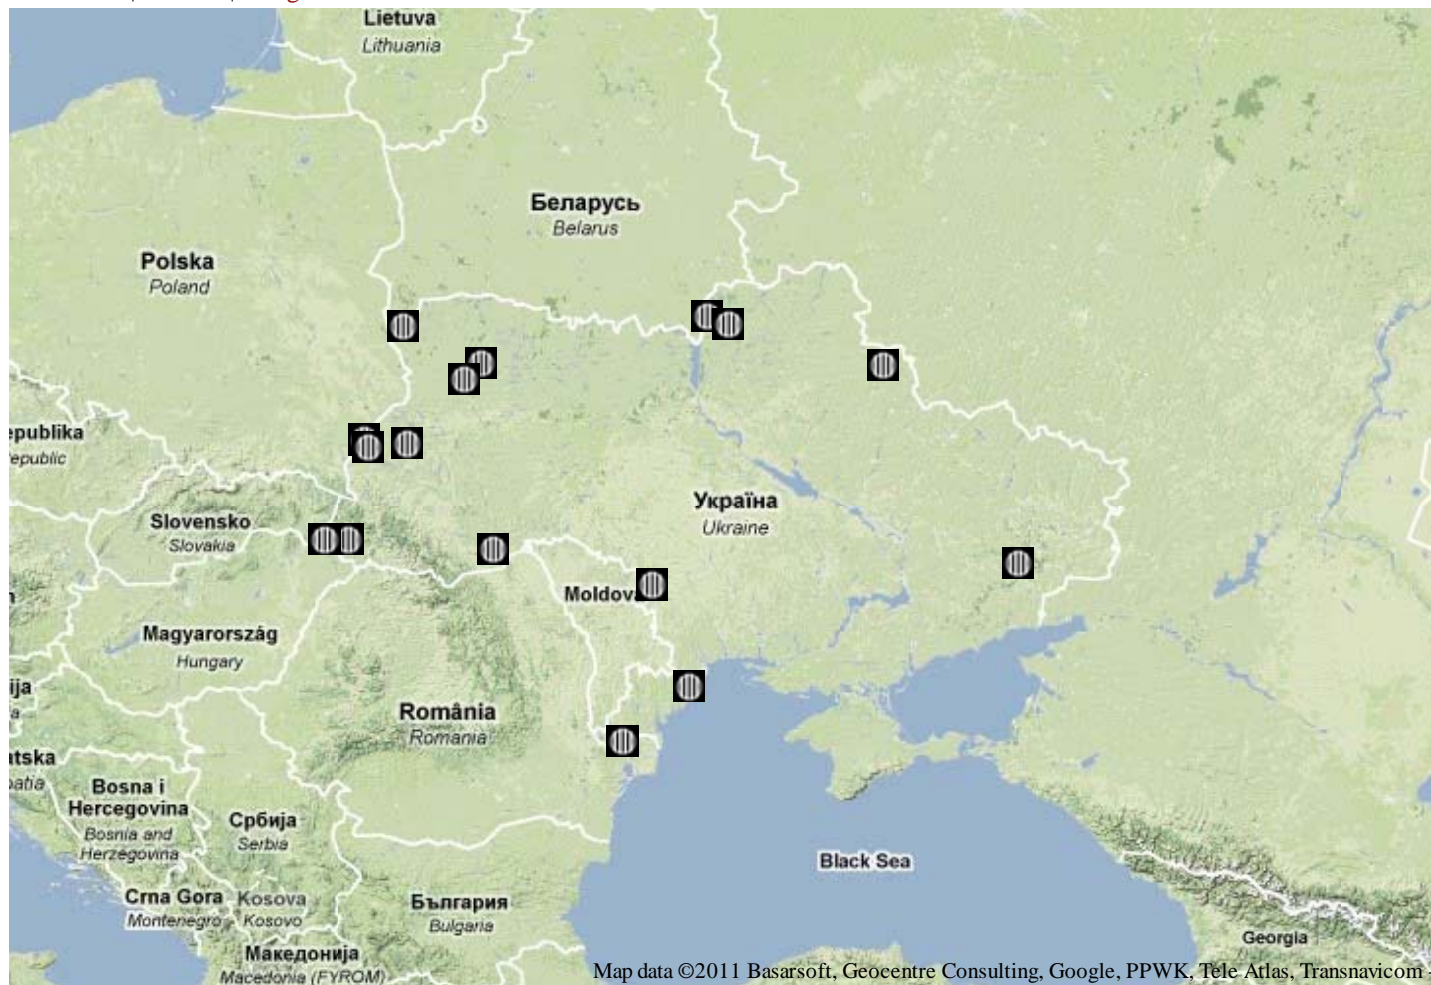 Lietuva
Lithuania
Беларусь
Belarus
Polska
Poland
epublika
epublic
Slovensko
Slovakia
Україна
Ukraine
Moldov
Magyarország
Hungary
ija
România
Romania
atska
oatia
Bosna i
Hercegovina
Bosnia and
Herzegovina
Србија
Serbia
Black Sea
Crna Gora
Montenegro
Kosova
Kosovo
България
Bulgaria
Македонија
Macedonia (FYROM)
Georgia
Map data ©2011 Basarsoft, Geocentre Consulting, Google, PPWK, Tele Atlas, Transnavicom -